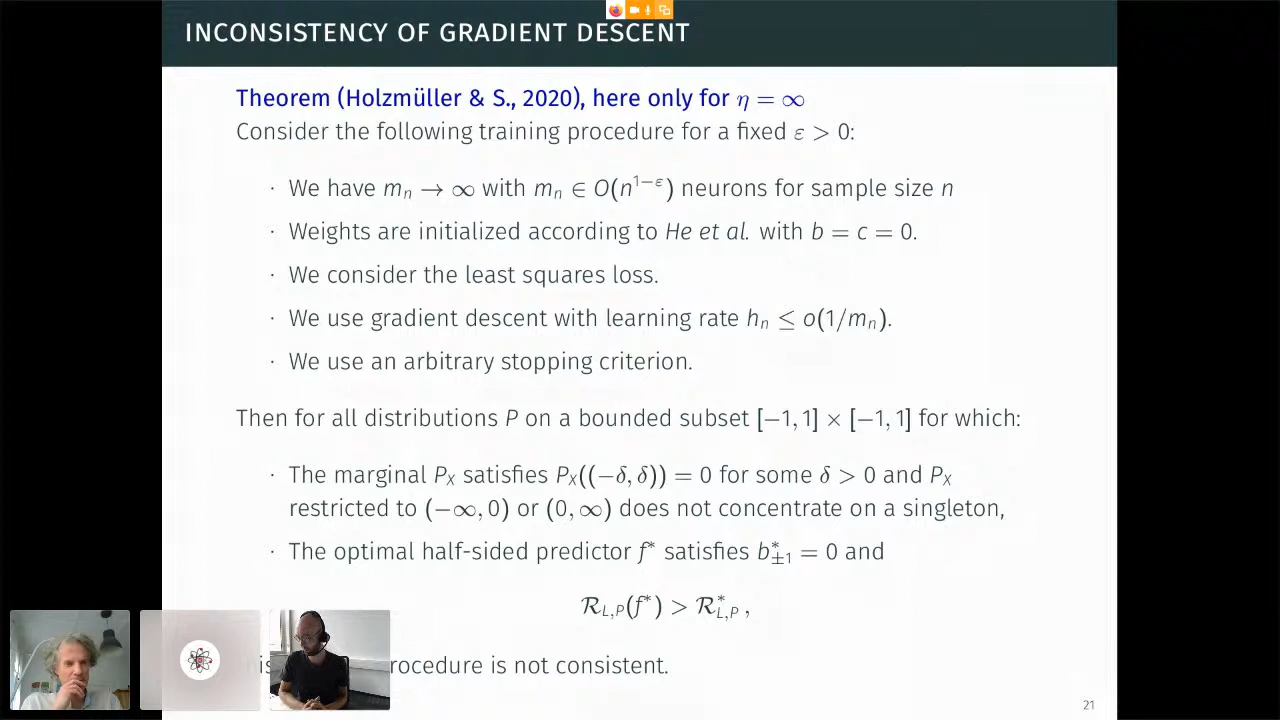 INCONSISTENCY OF GRADIENT DESCENT
Theorem (Holzmüller & S., 2020), here only for η = ∞
Consider the following training procedure for a fixed ε > 0:
· We have mₙ → ∞ with mₙ ∈ O(n^{1−ε}) neurons for sample size n
· Weights are initialized according to He et al. with b = c = 0.
· We consider the least squares loss.
· We use gradient descent with learning rate hₙ ≤ o(1/mₙ).
· We use an arbitrary stopping criterion.
Then for all distributions P on a bounded subset [−1, 1] × [−1, 1] for which:
· The marginal P_X satisfies P_X((−δ, δ)) = 0 for some δ > 0 and P_X
restricted to (−∞, 0) or (0, ∞) does not concentrate on a singleton,
· The optimal half-sided predictor f* satisfies b*_{±1} = 0 and
R_{L,P}(f*) > R*_{L,P} ,
rocedure is not consistent.
21